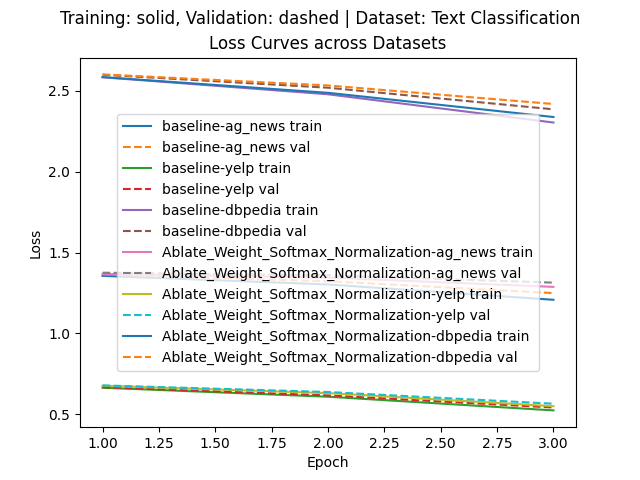 Training: solid, Validation: dashed | Dataset: Text Classification
Loss Curves across Datasets
2.5
2.0
1.5
1.0
0.5
Loss
baseline-ag_news train
baseline-ag_news val
baseline-yelp train
baseline-yelp val
baseline-dbpedia train
baseline-dbpedia val
Ablate_Weight_Softmax_Normalization-ag_news train
Ablate_Weight_Softmax_Normalization-ag_news val
Ablate_Weight_Softmax_Normalization-yelp train
Ablate_Weight_Softmax_Normalization-yelp val
Ablate_Weight_Softmax_Normalization-dbpedia train
Ablate_Weight_Softmax_Normalization-dbpedia val
1.00 1.25 1.50 1.75 2.00 2.25 2.50 2.75 3.00
Epoch